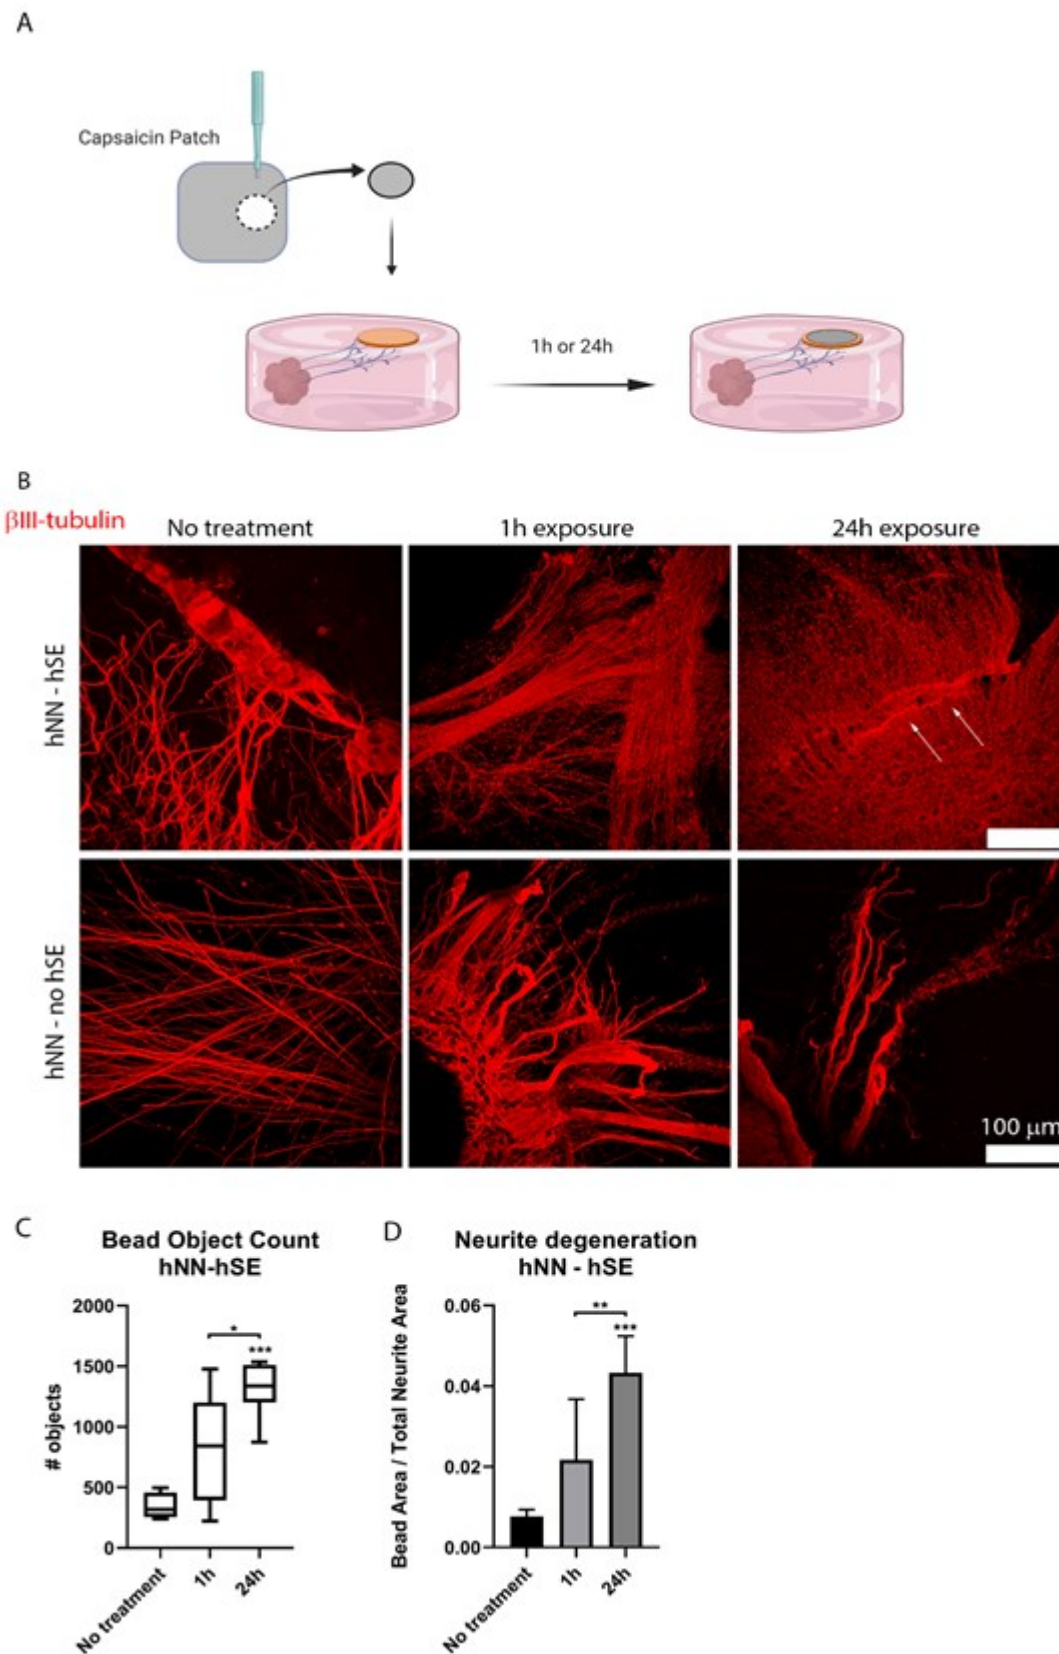 A
Capsaicin Patch
1h or 24h
B
βIII-tubulin
No treatment
1h exposure
24h exposure
hNN - hSE
hNN - no hSE
100 μm
C
Bead Object Count
hNN-hSE
# objects
2000
1500
1000
500
0
*
***
No treatment
1h
24h
D
Neurite degeneration
hNN - hSE
Bead Area / Total Neurite Area
0.06
0.04
0.02
0.00
**
***
No treatment
1h
24h